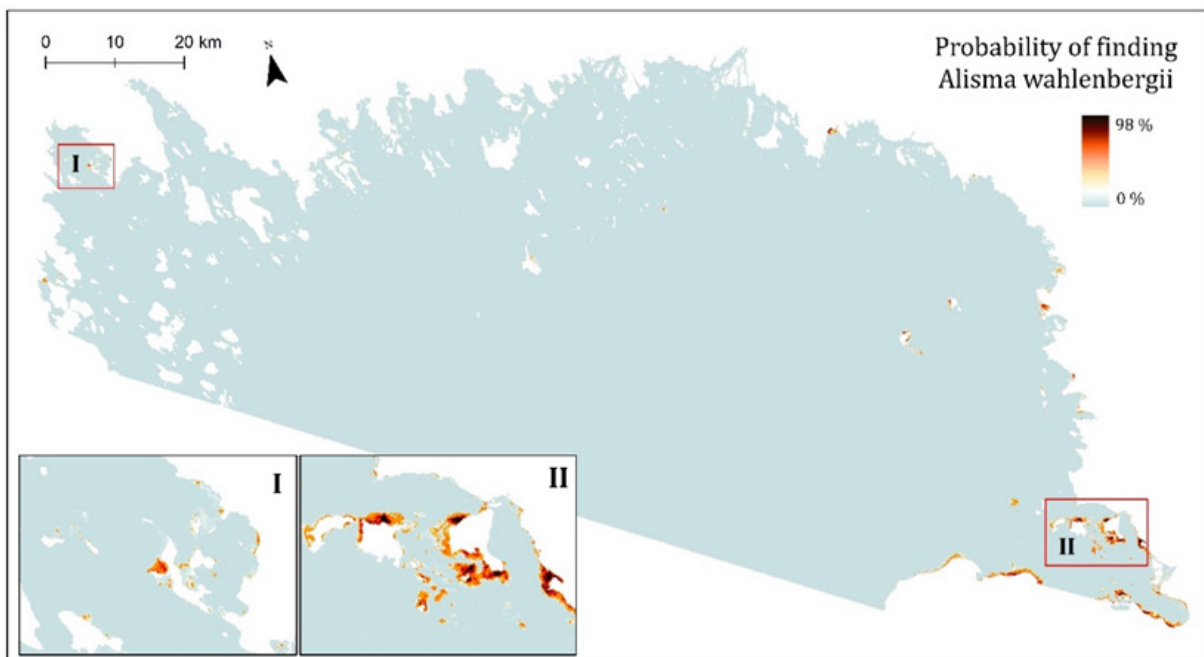 0 10 20 km
N
Probability of finding
Alisma wahlenbergii
98 %
0 %
I
II
I
II